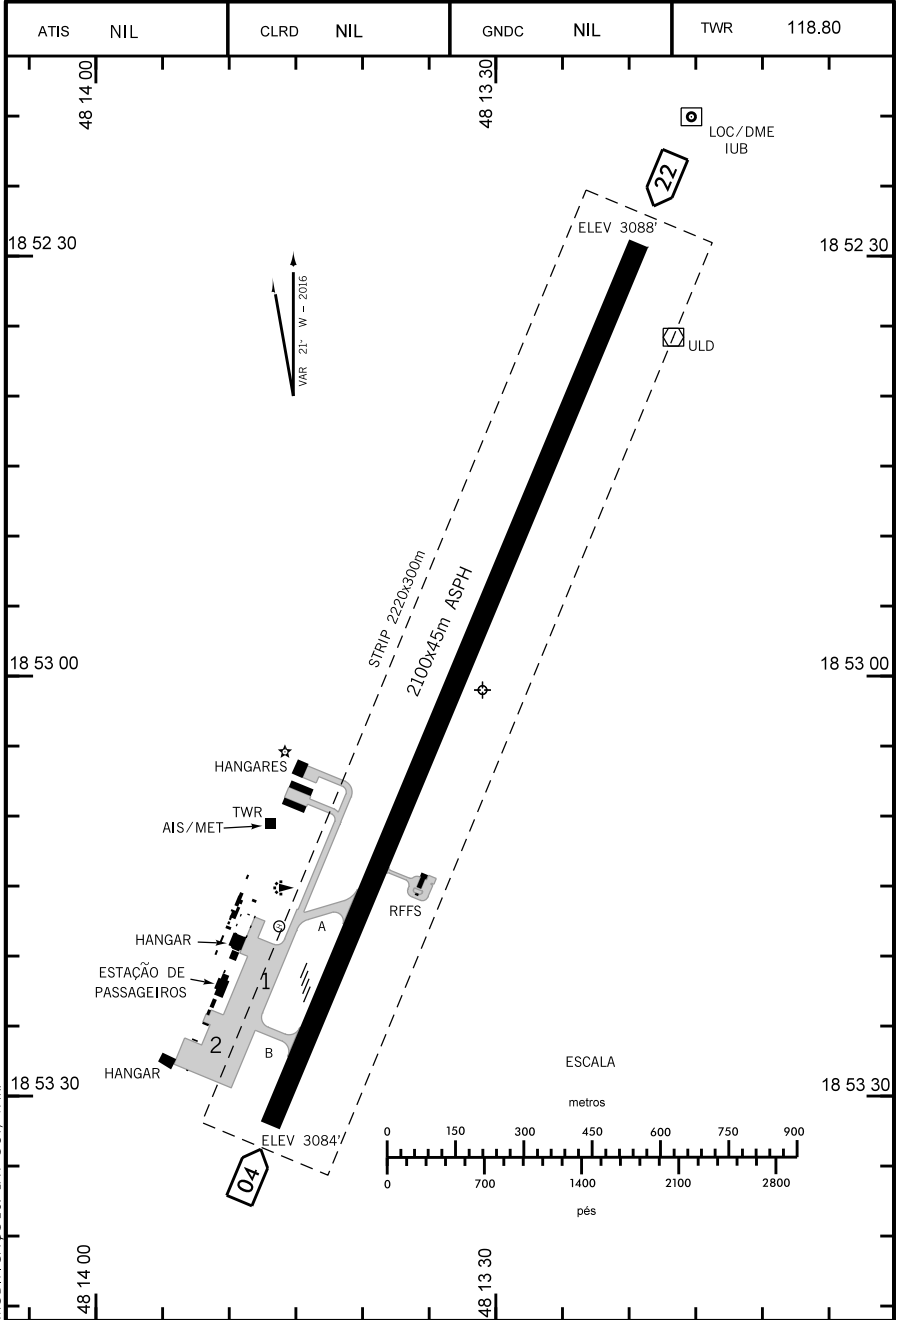 ATIS NIL
CLRD NIL
GNDC NIL
TWR 118.80
48 14 00
48 13 30
LOC/DME
IUB
22
ELEV 3088'
18 52 30
18 52 30
VAR 21° W - 2016
ULD
STRIP 2220x300m
2100x45m ASPH
18 53 00
18 53 00
HANGARES
TWR
AIS/MET
RFFS
A
HANGAR
ESTAÇÃO DE
PASSAGEIROS
1
2
B
HANGAR
ESCALA
18 53 30
18 53 30
metros
0 150 300 450 600 750 900
0 700 1400 2100 2800
pés
ELEV 3084'
04
48 14 00
48 13 30